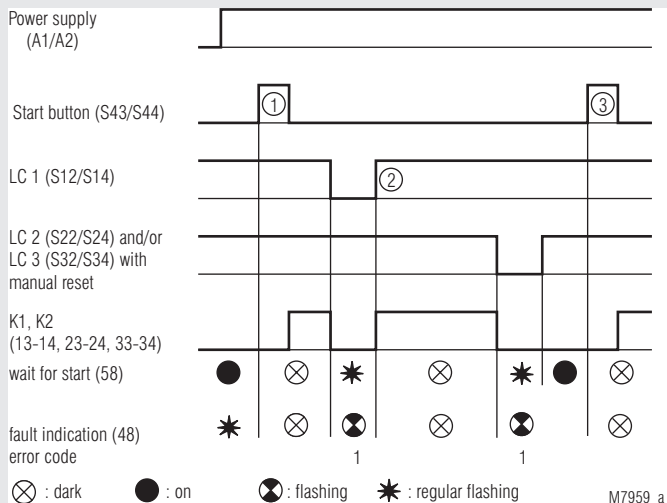 Power supply
(A1/A2)
1
3
Start button (S43/S44)
LC 1 (S12/S14)
2
LC 2 (S22/S24) and/or
LC 3 (S32/S34) with
manual reset
K1, K2
(13-14, 23-24, 33-34)
wait for start (58)
fault indication (48)
error code 1 1
: dark : on : flashing : regular flashing
M7959_a